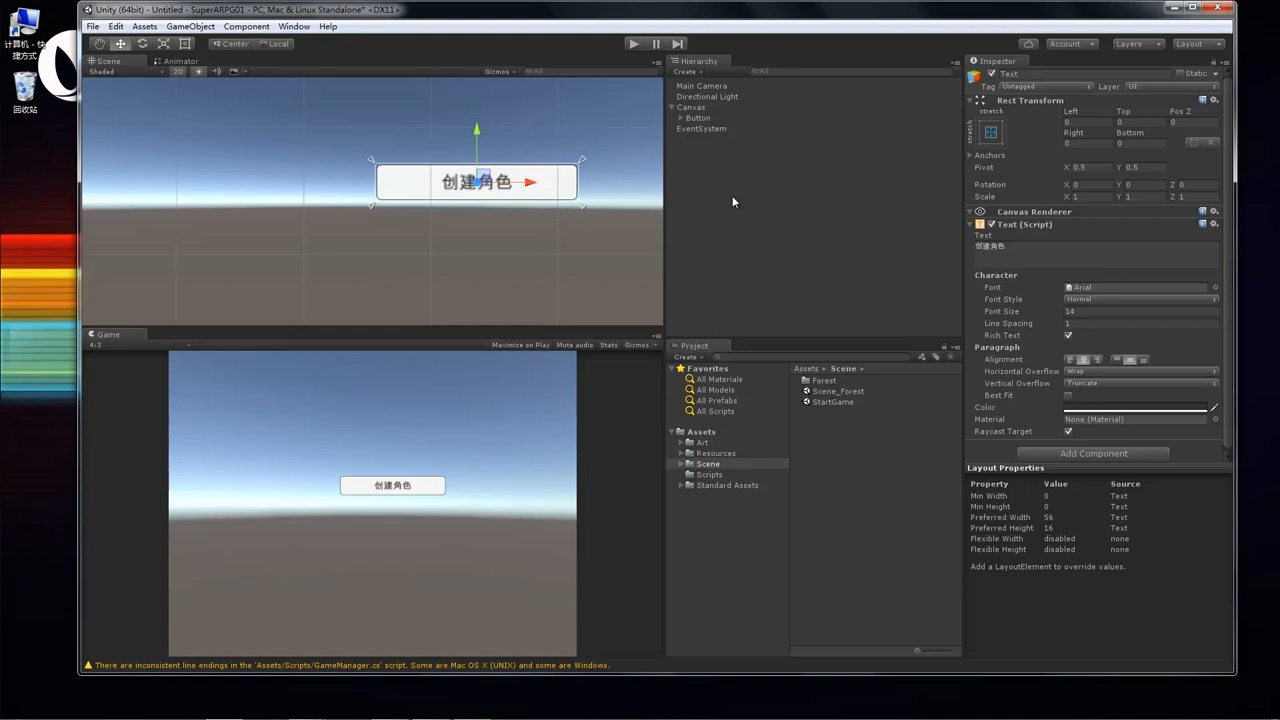 Unity (64bit) - Untitled - SuperARPG01 - PC, Mac & Linux Standalone* <DX11>
File Edit Assets GameObject Component Window Help
计算机 - 快捷方式
回收站
Center Local
Account Layers Layout
Scene Animator
Shaded 2D Gizmos All
创建角色
Game
4:3 Maximize on Play Mute audio Stats Gizmos
创建角色
Hierarchy
Create All
Main Camera
Directional Light
Canvas
Button
EventSystem
Project
Create
Favorites
All Materials
All Models
All Prefabs
All Scripts
Assets
Art
Resources
Scene
Scripts
Standard Assets
Assets Scene
Forest
Scene_Forest
StartGame
Inspector
Text Static
Tag Untagged Layer UI
Rect Transform
stretch Left Top Pos Z
stretch 0 0 0
Right Bottom
0 0 R
Anchors
Pivot X 0.5 Y 0.5
Rotation X 0 Y 0 Z 0
Scale X 1 Y 1 Z 1
Canvas Renderer
Text (Script)
Text
创建角色
Character
Font Arial
Font Style Normal
Font Size 14
Line Spacing 1
Rich Text
Paragraph
Alignment
Horizontal Overflow Wrap
Vertical Overflow Truncate
Best Fit
Color
Material None (Material)
Raycast Target
Add Component
Layout Properties
Property Value Source
Min Width 0 Text
Min Height 0 Text
Preferred Width 56 Text
Preferred Height 16 Text
Flexible Width disabled none
Flexible Height disabled none
Add a LayoutElement to override values.
There are inconsistent line endings in the 'Assets/Scripts/GameManager.cs' script. Some are Mac OS X (UNIX) and some are Windows.